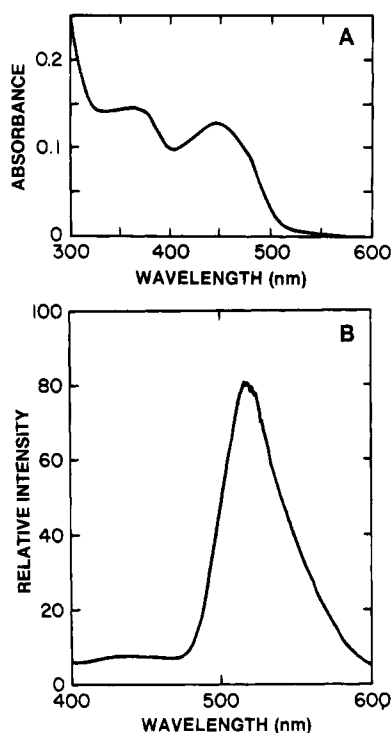 A
ABSORBANCE
0.2
0.1
0
300
400
500
600
WAVELENGTH (nm)
B
RELATIVE INTENSITY
100
80
60
40
20
0
400
500
600
WAVELENGTH (nm)